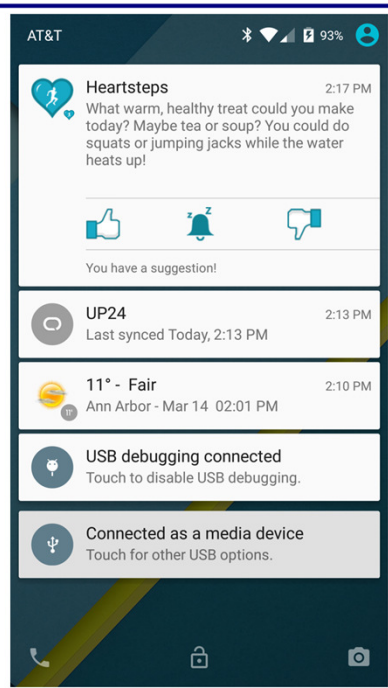 AT&T 93%
Heartsteps 2:17 PM
What warm, healthy treat could you make
today? Maybe tea or soup? You could do
squats or jumping jacks while the water
heats up!
z z
You have a suggestion!
UP24 2:13 PM
Last synced Today, 2:13 PM
11° - Fair 2:10 PM
11°
Ann Arbor - Mar 14 02:01 PM
USB debugging connected
Touch to disable USB debugging.
Connected as a media device
Touch for other USB options.